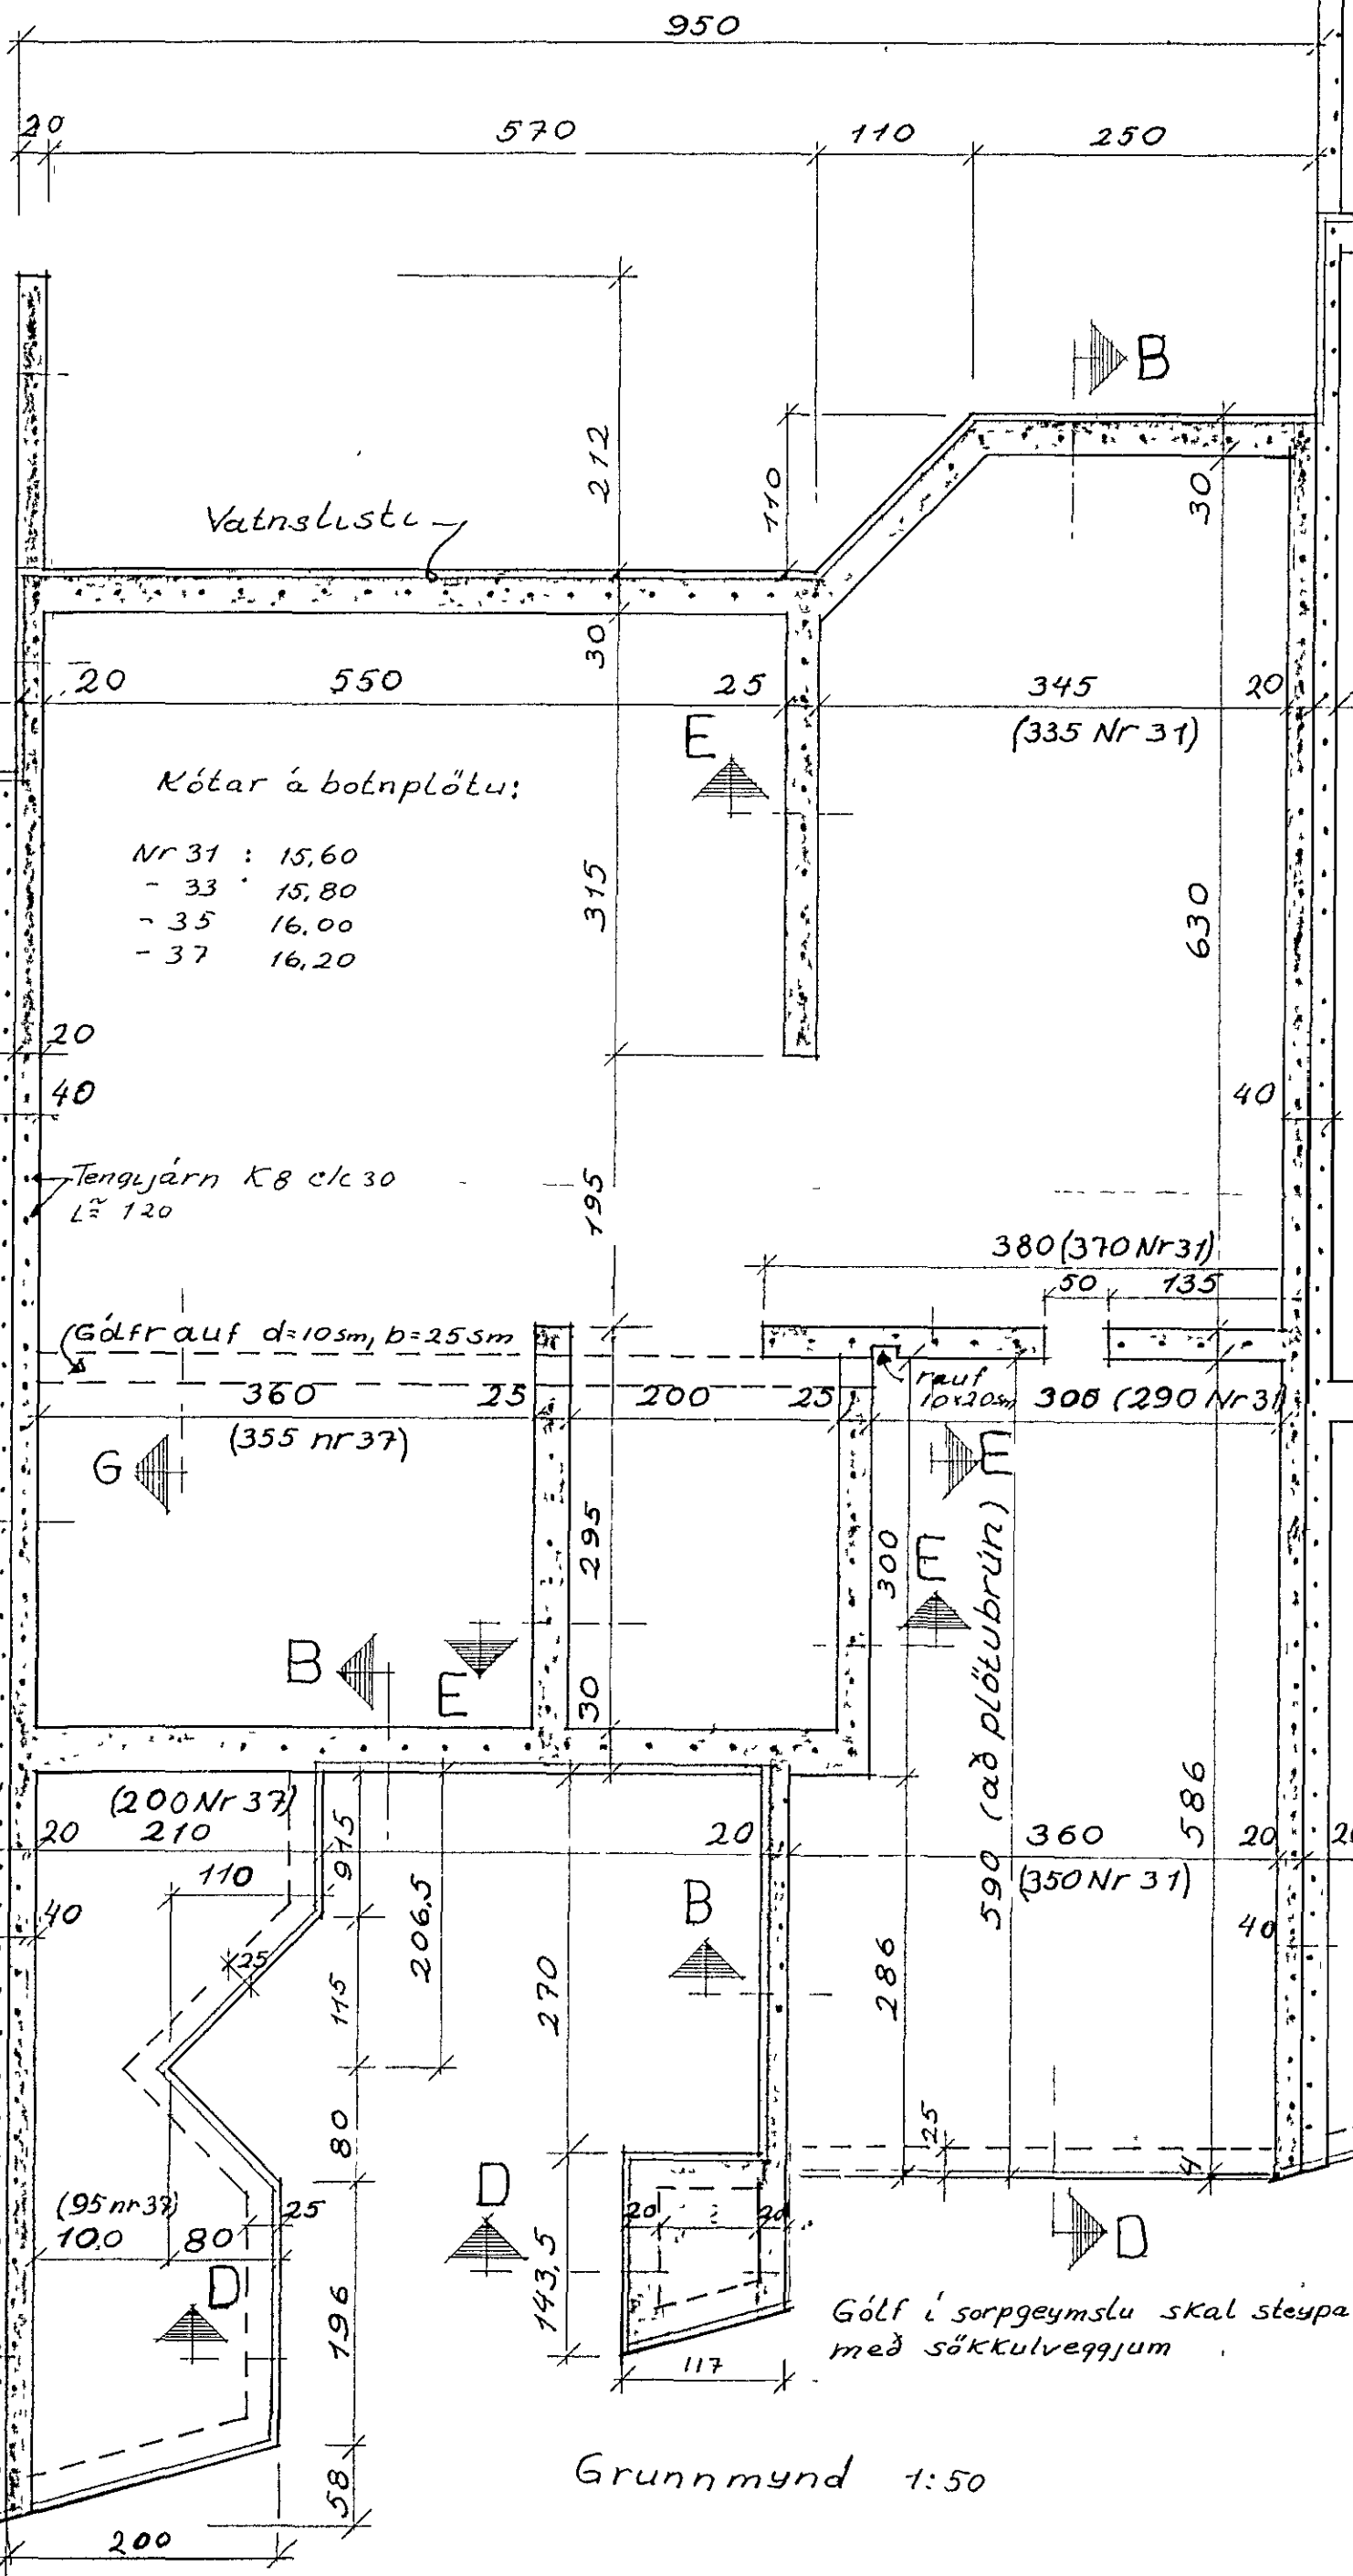 950
20 570 110 250
B
212
110
30
Vatnslisti
30
20 550 25 345 20
(335 Nr 31)
E
Kótar á botnplötu:
Nr 31 : 15,60
- 33 : 15,80
- 35 16,00
- 37 16,20
315
630
20
40
40
Tengijárn K8 c/c 30
L≈ 120
195
380 (370 Nr 31)
50 135
Gólfrauf d=10sm, b=25sm
rauf
10x20sm
360 25 200 25 300 (290 Nr 31)
(355 nr 37)
G
E
295
300
E
590 (að plötubrún)
B
E
30
(200 Nr 37)
20 210 20 360 20 20
(350 Nr 31)
586
91,5
110
206,5
B
40
40
25
115
270
286
80
25
4
D
(95 nr 37)
100 80 25
20 20
D
D
143,5
196
Gólf í sorpgeymslu skal steypa
með sökkulveggjum
117
Grunnmynd 1:50
58
200